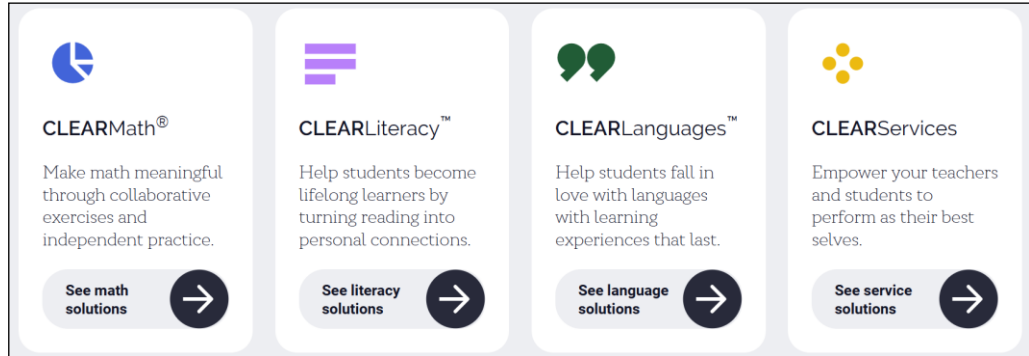 CLEARMath®
Make math meaningful
through collaborative
exercises and
independent practice.
See math
solutions
CLEARLiteracy™
Help students become
lifelong learners by
turning reading into
personal connections.
See literacy
solutions
CLEARLanguages™
Help students fall in
love with languages
with learning
experiences that last.
See language
solutions
CLEARServices
Empower your teachers
and students to
perform as their best
selves.
See service
solutions